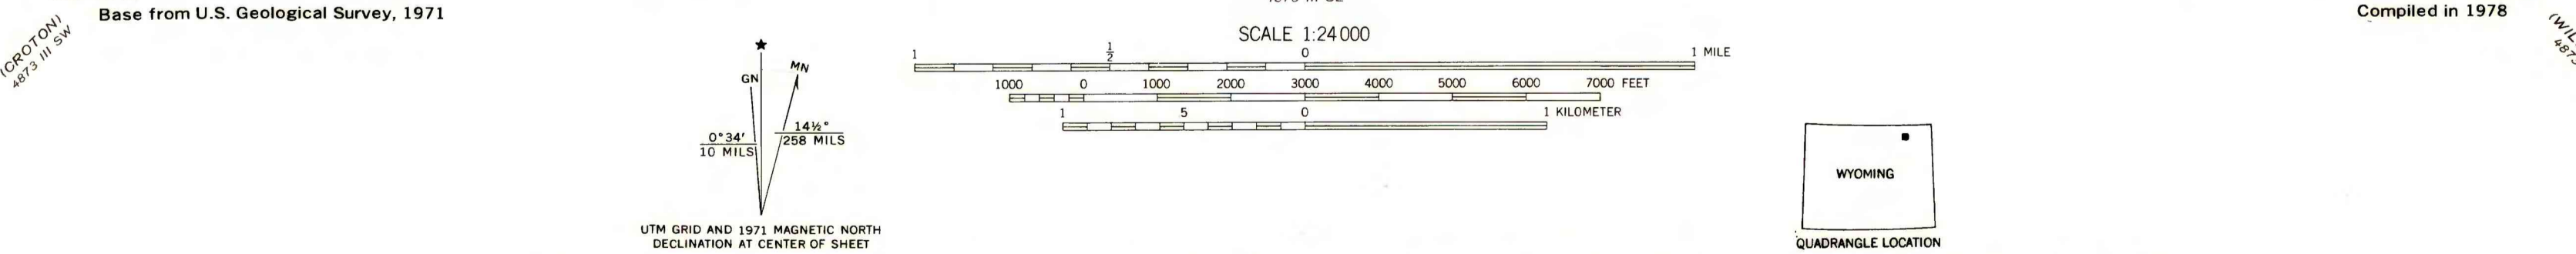 Base from U.S. Geological Survey, 1971
Compiled in 1978
(CROTON)
4873 III SW
SCALE 1:24 000
1 ½ 0 1 MILE
1000 0 1000 2000 3000 4000 5000 6000 7000 FEET
1 5 0 1 KILOMETER
GN
MN
0°34'
10 MILS
14½°
258 MILS
UTM GRID AND 1971 MAGNETIC NORTH
DECLINATION AT CENTER OF SHEET
WYOMING
QUADRANGLE LOCATION